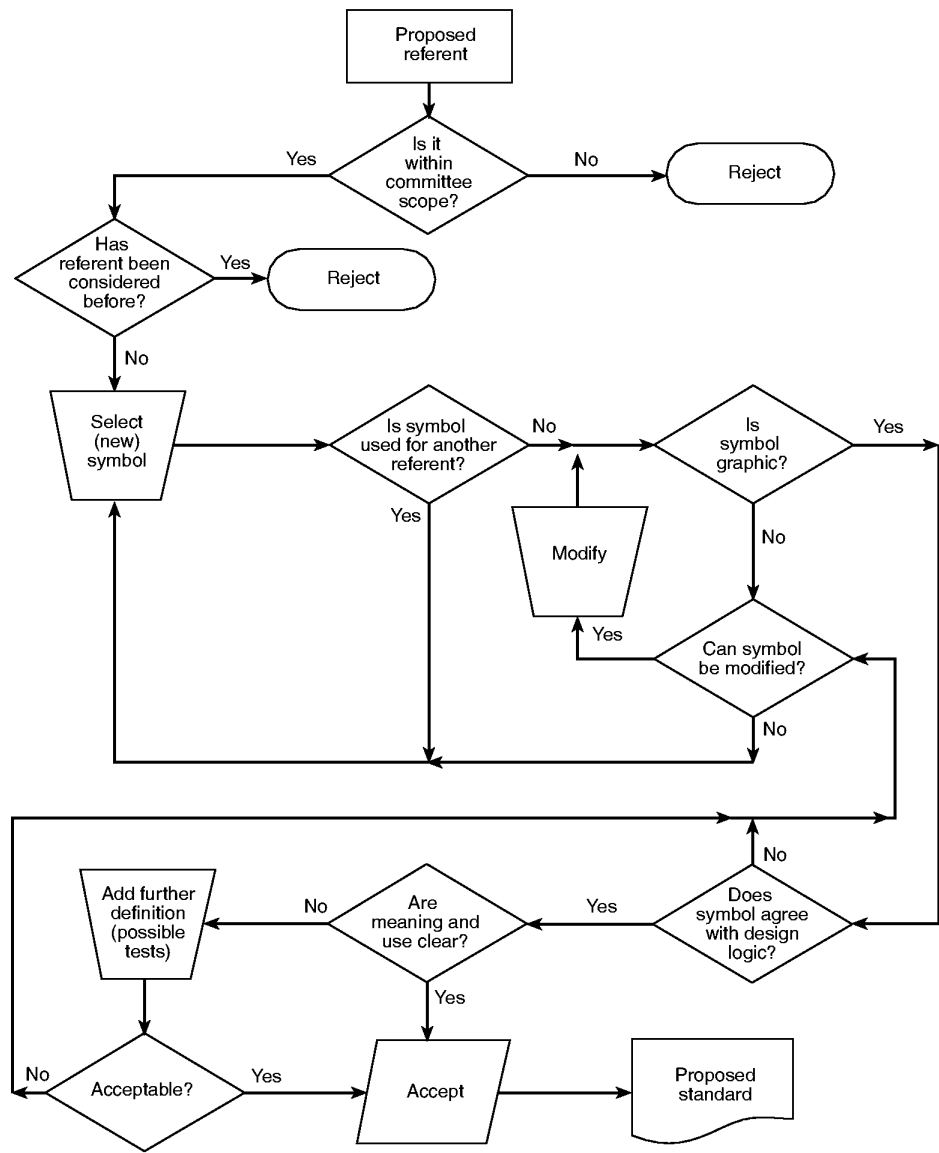 Proposed
referent
Is it
within
committee
scope?
Yes
No
Reject
Has
referent been
considered
before?
Yes
Reject
No
Select
(new)
symbol
Is symbol
used for another
referent?
No
Is
symbol
graphic?
Yes
Yes
No
Modify
Yes
Can symbol
be modified?
No
No
Add further
definition
(possible
tests)
No
Are
meaning and
use clear?
Yes
Does
symbol agree
with design
logic?
Yes
No
Acceptable?
Yes
Accept
Proposed
standard